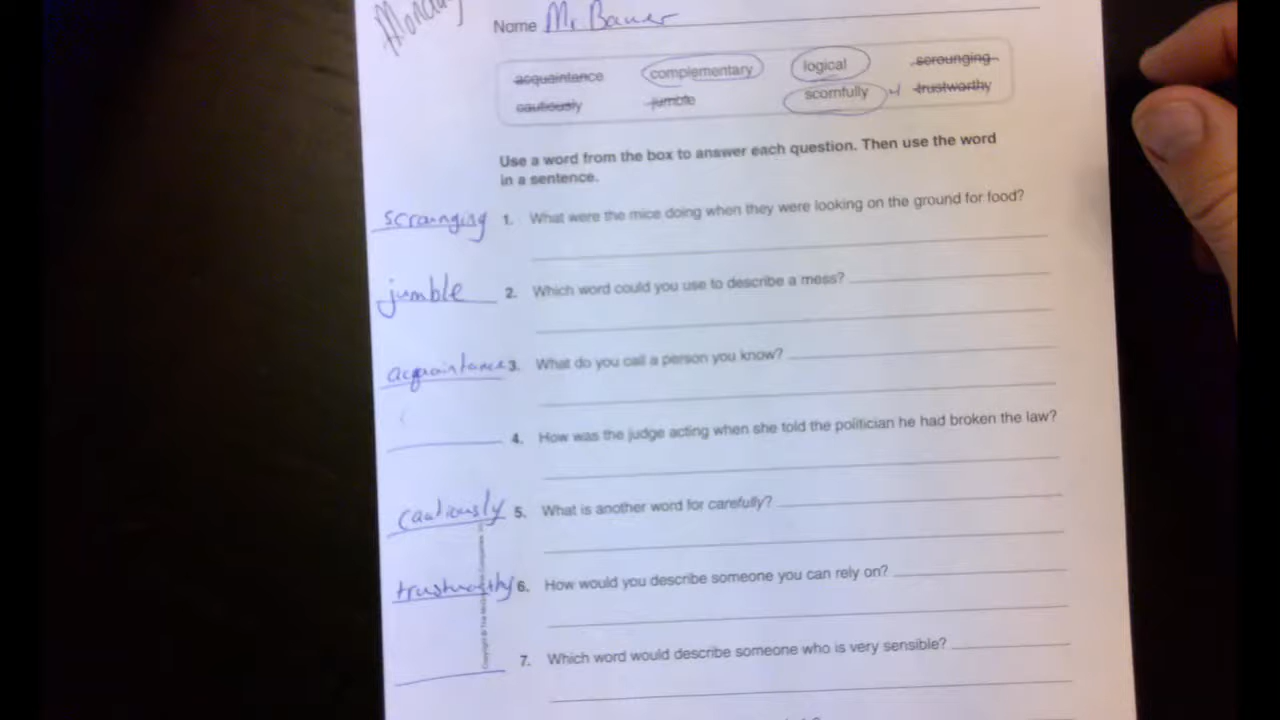 Monday
Name Mr. Bauer
acquaintance complementary logical scrounging
cautiously jumble scornfully trustworthy
Use a word from the box to answer each question. Then use the word
in a sentence.
scrounging 1. What were the mice doing when they were looking on the ground for food?
jumble 2. Which word could you use to describe a mess?
acquaintance 3. What do you call a person you know?
4. How was the judge acting when she told the politician he had broken the law?
cautiously 5. What is another word for carefully?
trustworthy 6. How would you describe someone you can rely on?
7. Which word would describe someone who is very sensible?